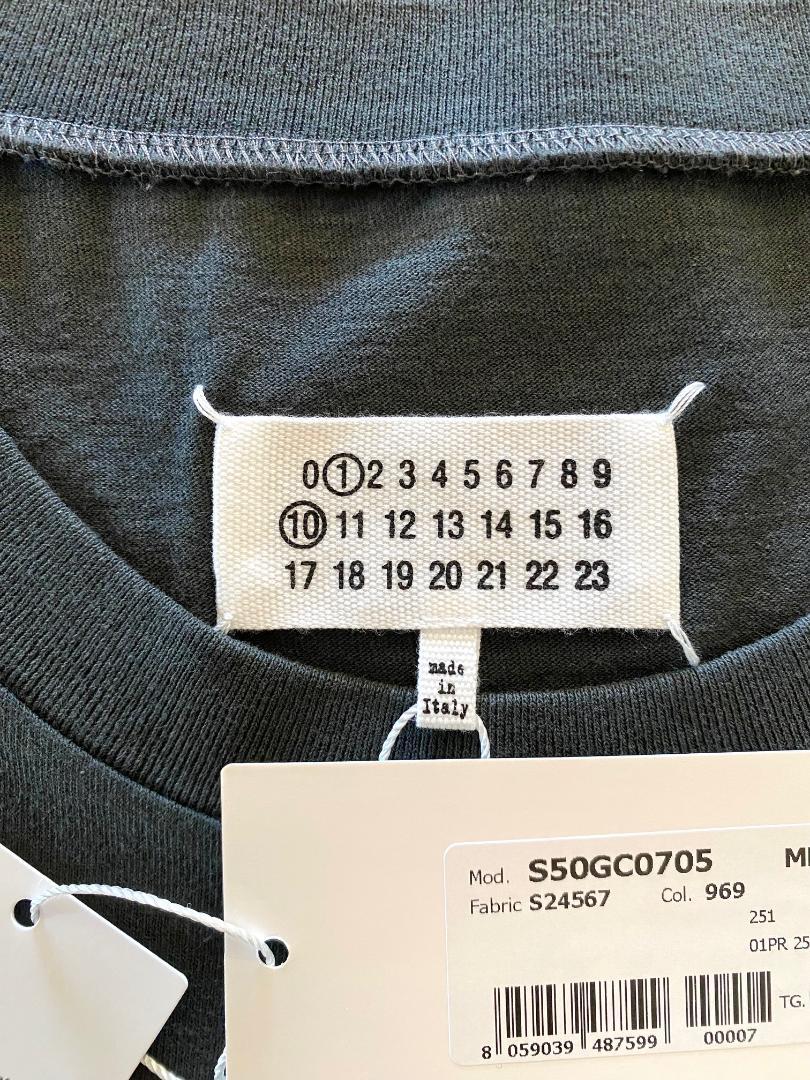 0 1 2 3 4 5 6 7 8 9
10 11 12 13 14 15 16
17 18 19 20 21 22 23
made
in
Italy
Mod. S50GC0705
Fabric S24567 Col. 969
251
01PR 25
TG.
8 059039 487599 00007